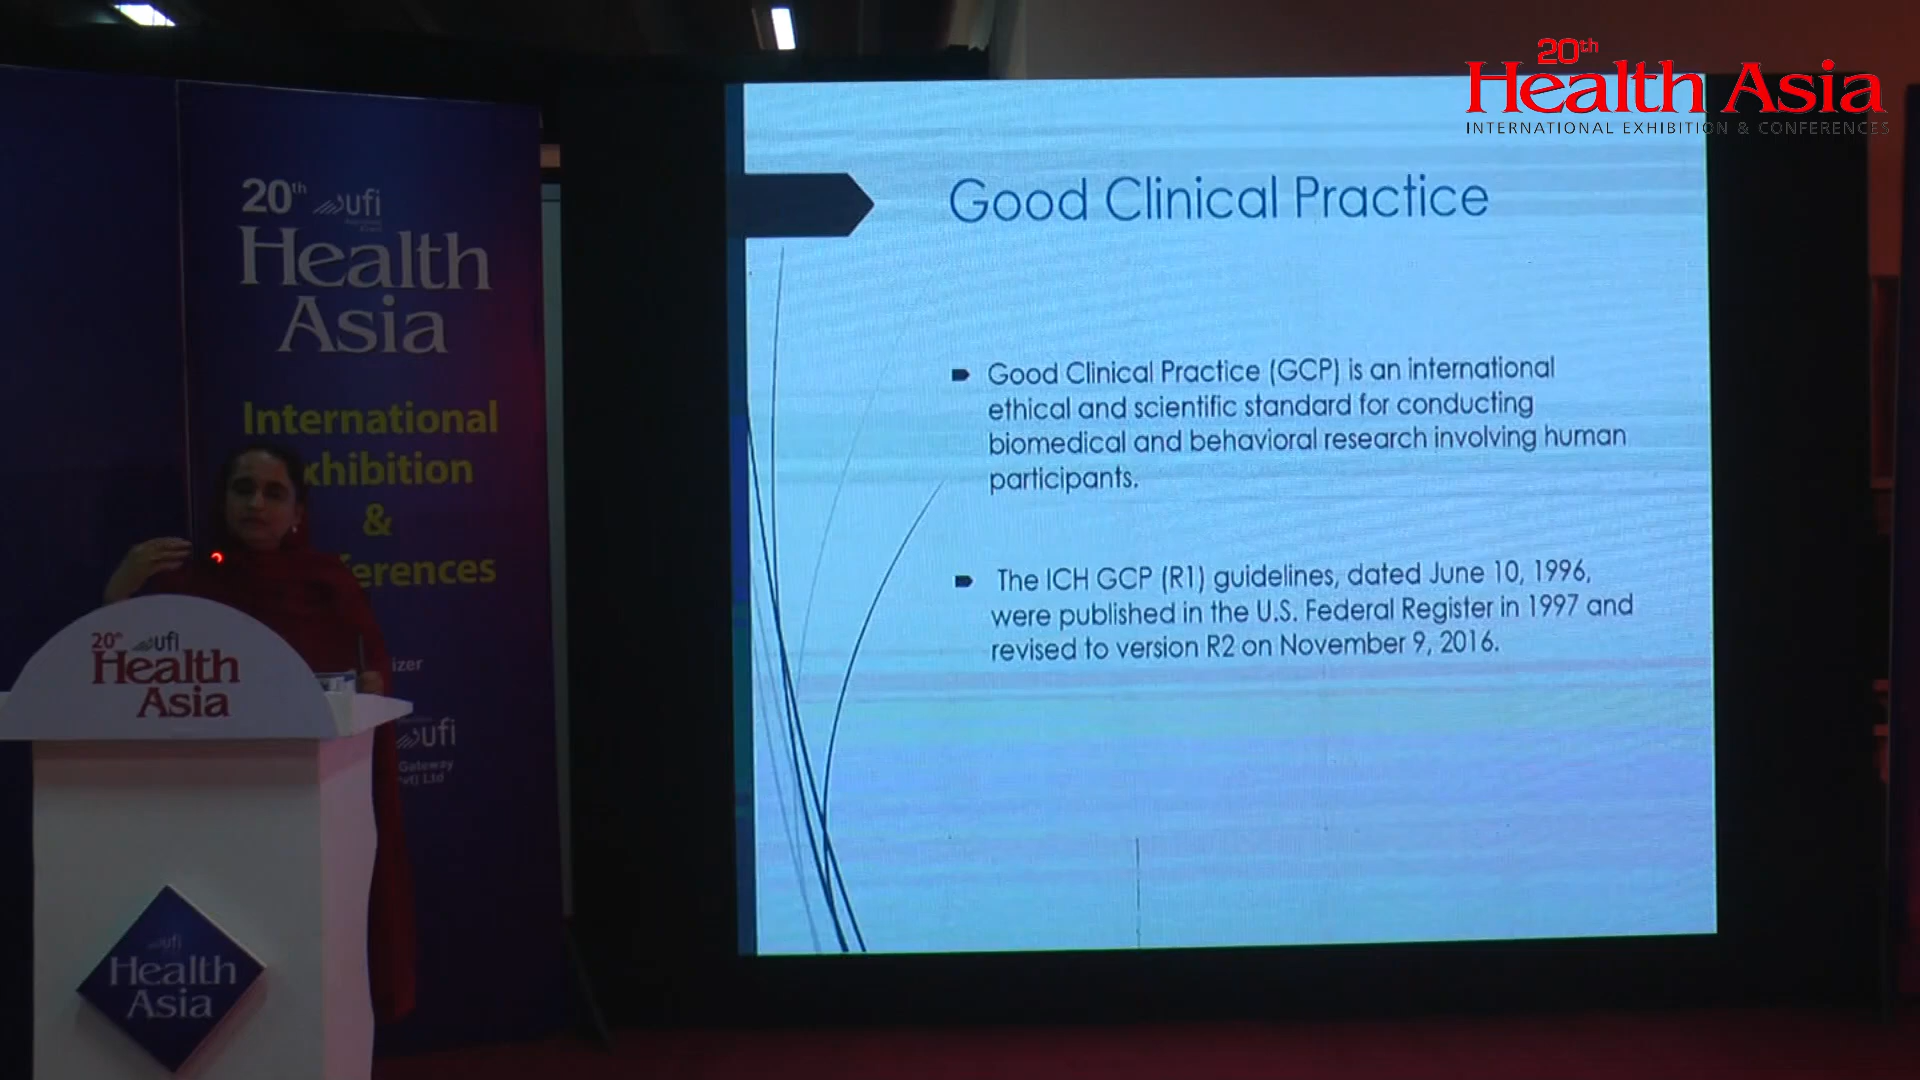 20th
Health Asia
INTERNATIONAL EXHIBITION & CONFERENCES
20th ufi
Health
Asia
International
xhibition
&
erences
izer
ufi
Gateway
Ltd
20th ufi
Health
Asia
ufi
Health
Asia
Good Clinical Practice
Good Clinical Practice (GCP) is an international
ethical and scientific standard for conducting
biomedical and behavioral research involving human
participants.
The ICH GCP (R1) guidelines, dated June 10, 1996,
were published in the U.S. Federal Register in 1997 and
revised to version R2 on November 9, 2016.